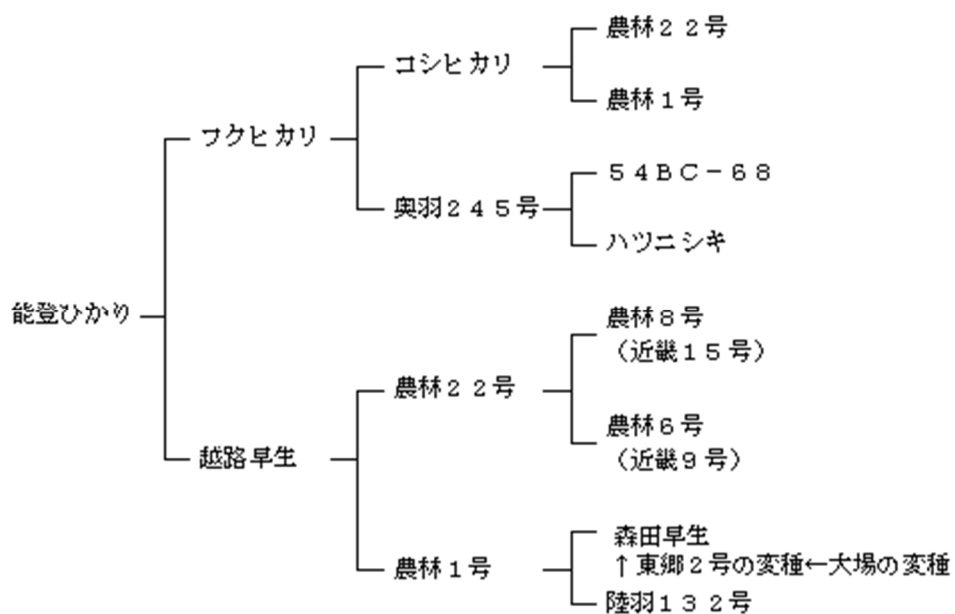 農林２２号
コシヒカリ
農林１号
フクヒカリ
５４ＢＣ－６８
奥羽２４５号
ハツニシキ
能登ひかり
農林８号
（近畿１５号）
農林２２号
農林６号
（近畿９号）
越路早生
森田早生
↑東郷２号の変種←大場の変種
農林１号
陸羽１３２号